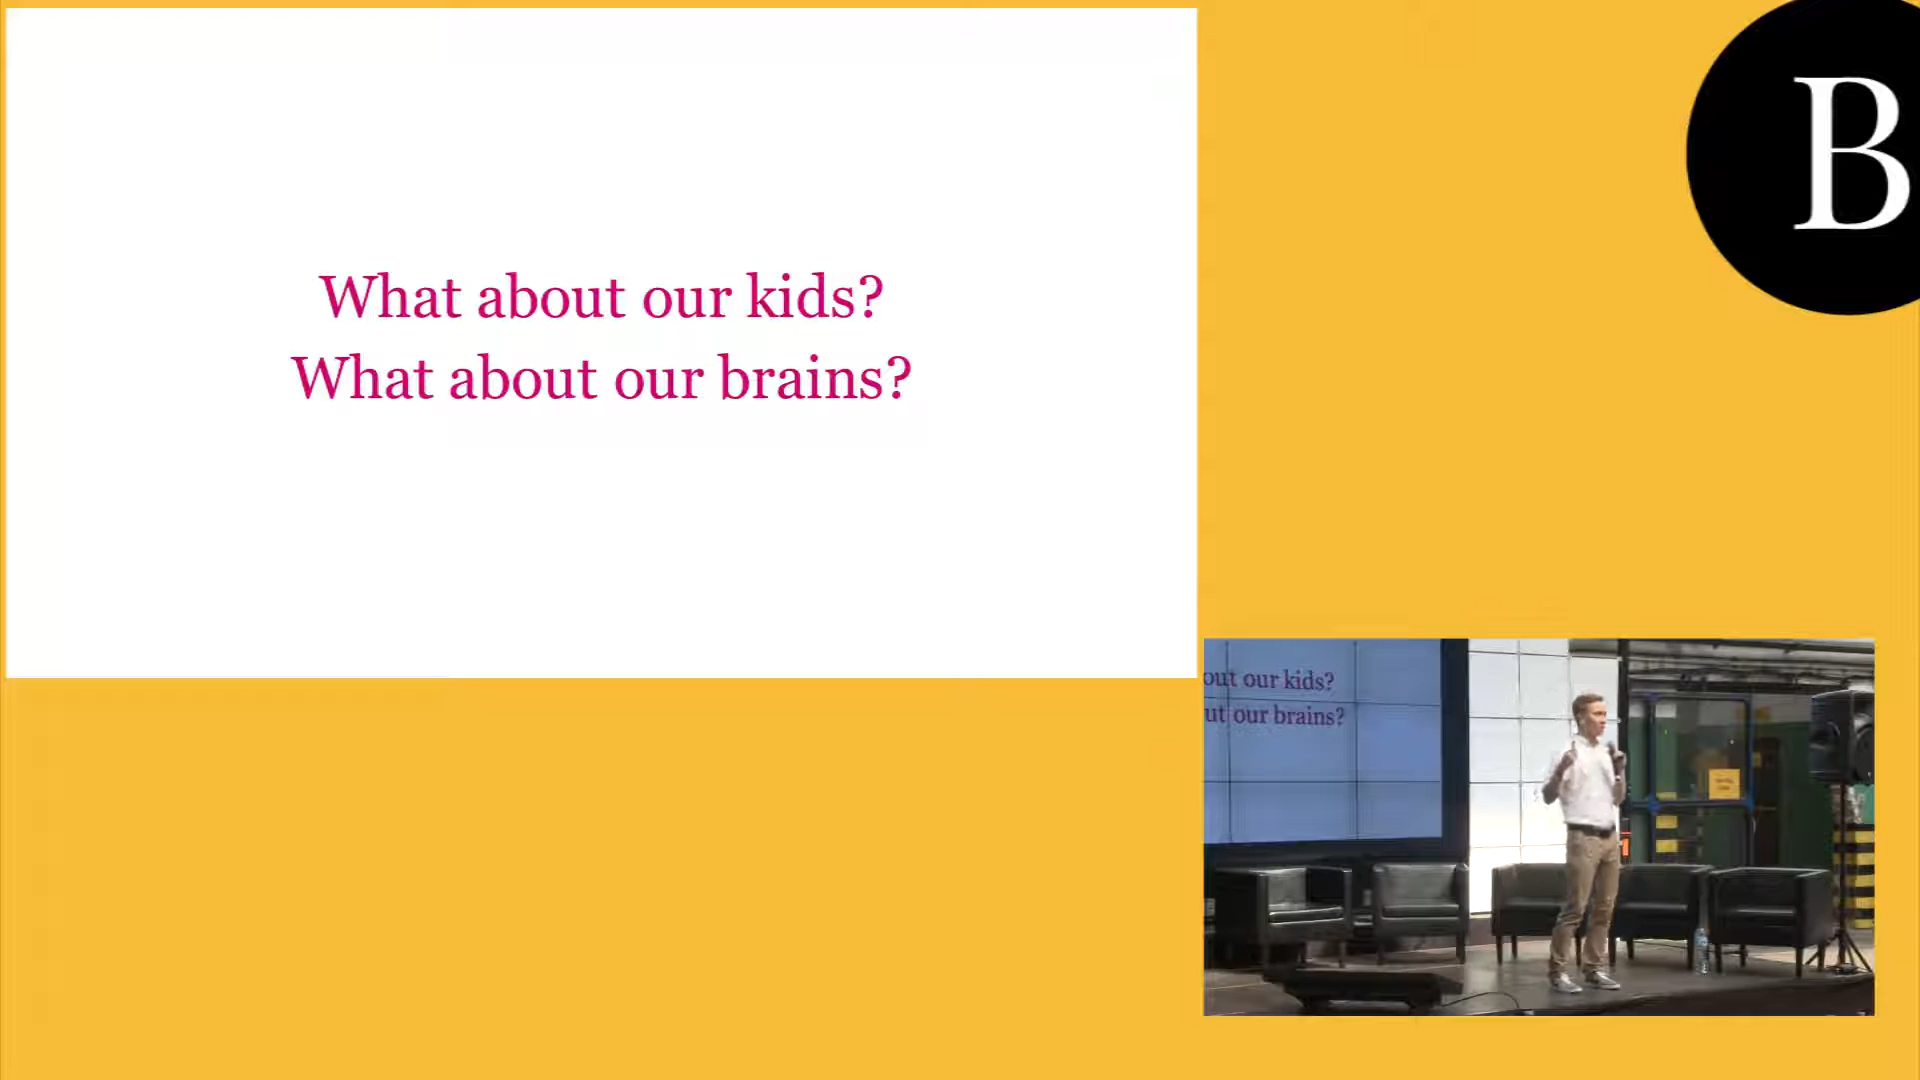 What about our kids?
What about our brains?
B
out our kids?
ut our brains?